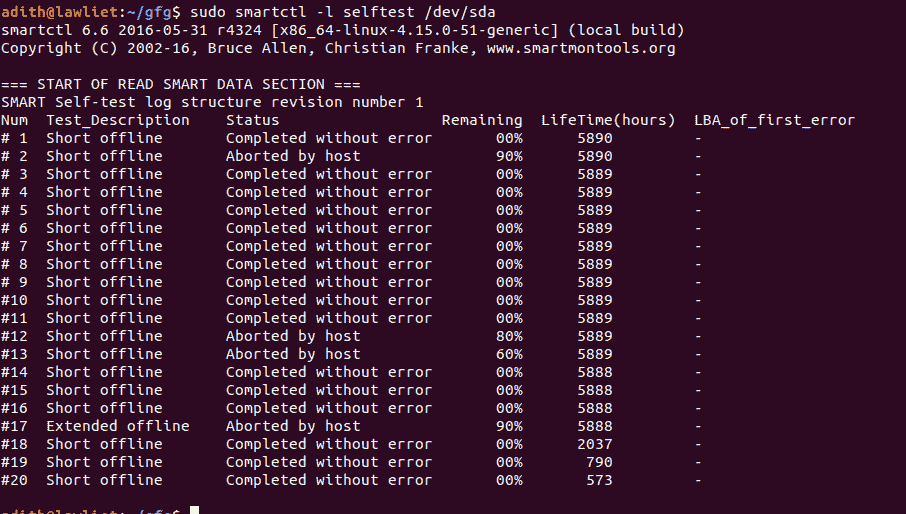 adith@lawliet:~/gfg$ sudo smartctl -l selftest /dev/sda
smartctl 6.6 2016-05-31 r4324 [x86_64-linux-4.15.0-51-generic] (local build)
Copyright (C) 2002-16, Bruce Allen, Christian Franke, www.smartmontools.org

=== START OF READ SMART DATA SECTION ===
SMART Self-test log structure revision number 1
Num  Test_Description    Status                  Remaining  LifeTime(hours)  LBA_of_first_error
# 1  Short offline       Completed without error       00%      5890         -
# 2  Short offline       Aborted by host               90%      5890         -
# 3  Short offline       Completed without error       00%      5889         -
# 4  Short offline       Completed without error       00%      5889         -
# 5  Short offline       Completed without error       00%      5889         -
# 6  Short offline       Completed without error       00%      5889         -
# 7  Short offline       Completed without error       00%      5889         -
# 8  Short offline       Completed without error       00%      5889         -
# 9  Short offline       Completed without error       00%      5889         -
#10  Short offline       Completed without error       00%      5889         -
#11  Short offline       Completed without error       00%      5889         -
#12  Short offline       Aborted by host               80%      5889         -
#13  Short offline       Aborted by host               60%      5889         -
#14  Short offline       Completed without error       00%      5888         -
#15  Short offline       Completed without error       00%      5888         -
#16  Short offline       Completed without error       00%      5888         -
#17  Extended offline    Aborted by host               90%      5888         -
#18  Short offline       Completed without error       00%      2037         -
#19  Short offline       Completed without error       00%       790         -
#20  Short offline       Completed without error       00%       573         -

adith@lawliet:~/gfg$